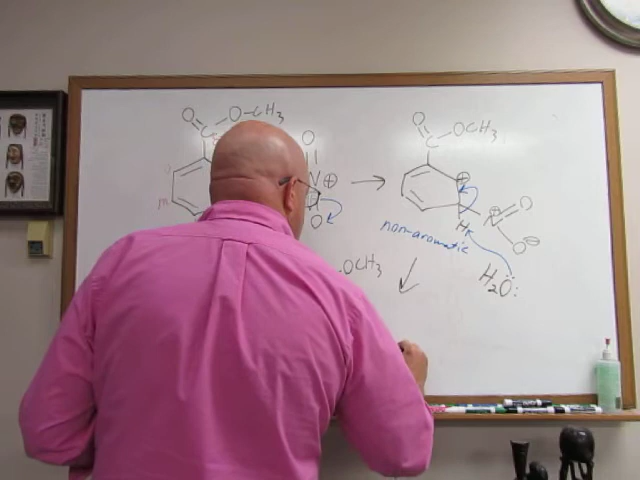 O
O-CH3
C
O
N ⊕
O
m
O
C
OCH3
⊕
H
N ⊕
O
O ⊖
non-aromatic
H2O:
OCH3